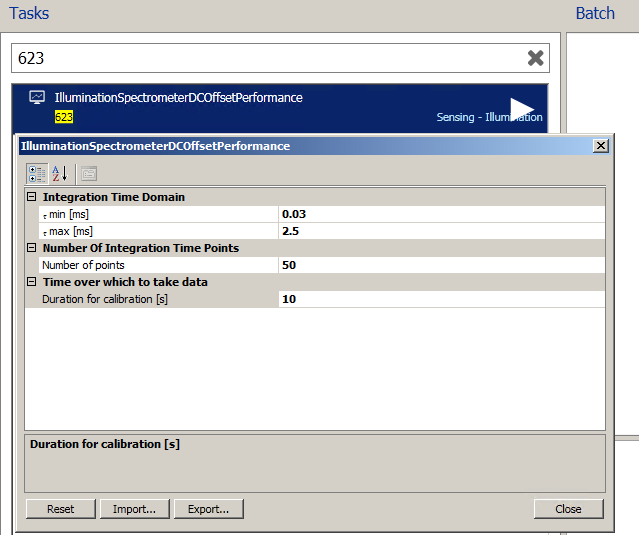 Tasks
Batch
623
IlluminationSpectrometerDCOffsetPerformance
623
Sensing - Illumination
IlluminationSpectrometerDCOffsetPerformance
Integration Time Domain
τ min [ms] 0.03
τ max [ms] 2.5
Number Of Integration Time Points
Number of points 50
Time over which to take data
Duration for calibration [s] 10
Duration for calibration [s]
Reset Import... Export... Close